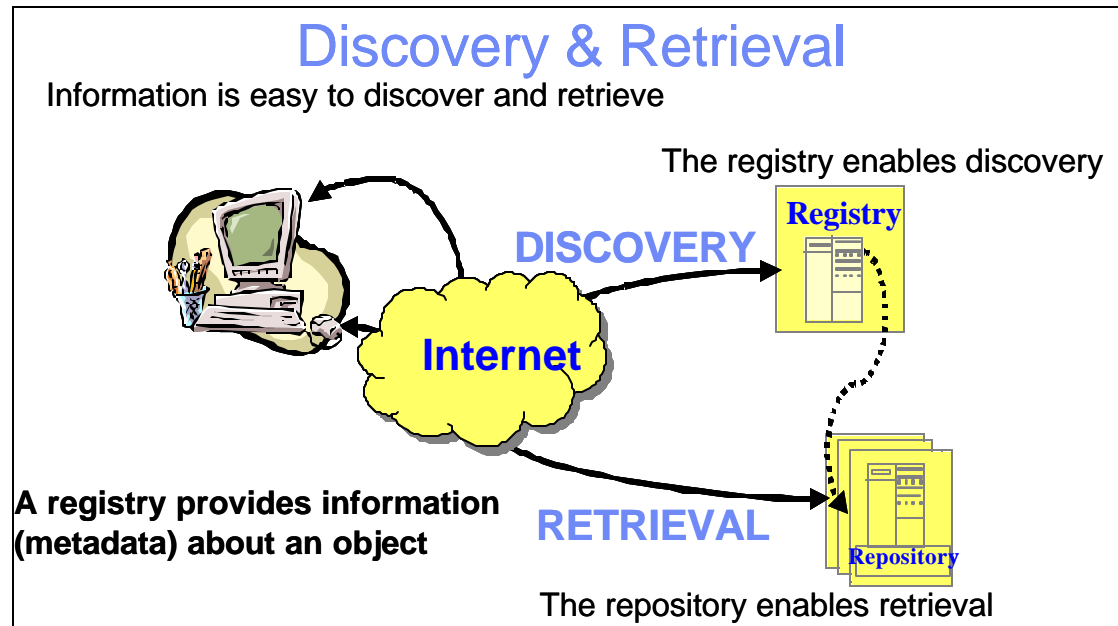 Discovery & Retrieval
Information is easy to discover and retrieve
The registry enables discovery
Registry
DISCOVERY
Internet
A registry provides information
(metadata) about an object
RETRIEVAL
Repository
The repository enables retrieval